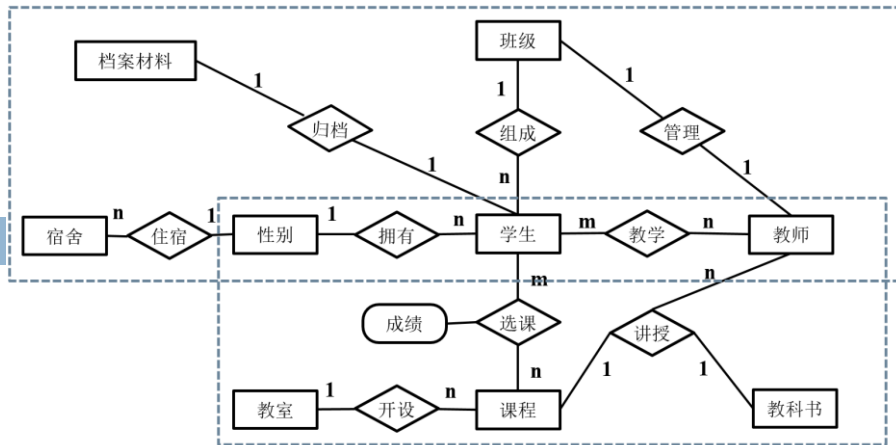 班级
档案材料
1
1
1
归档
组成
管理
1
n
1
宿舍
n
住宿
1
性别
1
拥有
n
学生
m
教学
n
教师
m
n
成绩
选课
讲授
n
1
1
教室
1
开设
n
课程
教科书